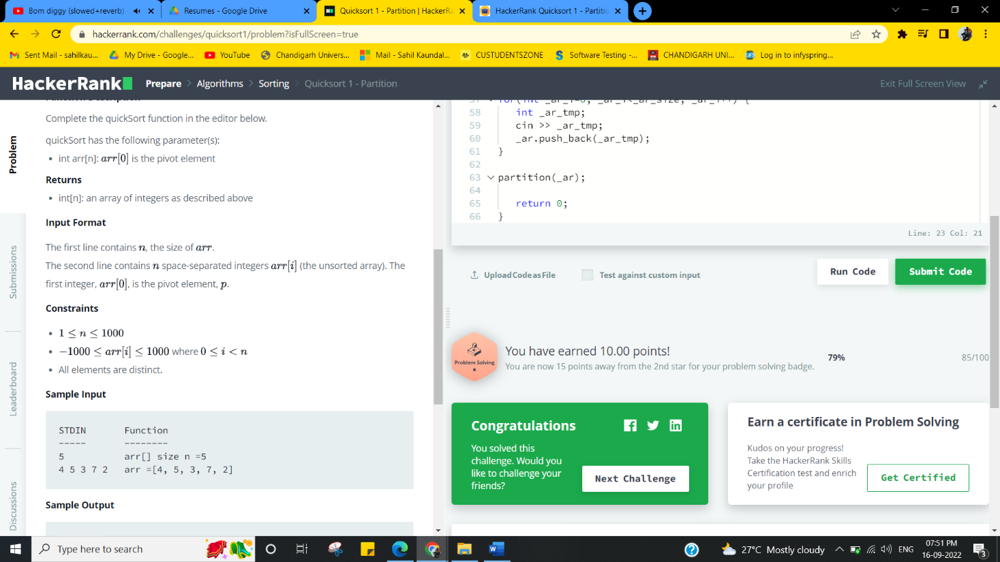 Bom diggy (slowed+reverb)
Resumes - Google Drive
Quicksort 1 - Partition | HackerRa
HackerRank Quicksort 1 - Partitio
hackerrank.com/challenges/quicksort1/problem?isFullScreen=true
Sent Mail - sahilkau...
My Drive - Google...
YouTube
Chandigarh Univers...
Mail - Sahil Kaundal...
CUSTUDENTSZONE
Software Testing -...
CHANDIGARH UNI...
Log in to infyspring...
HackerRank
Prepare > Algorithms > Sorting > Quicksort 1 - Partition
Exit Full Screen View
Problem
Submissions
Leaderboard
Discussions
Function Description
Complete the quickSort function in the editor below.
quickSort has the following parameter(s):
• int arr[n]: arr[0] is the pivot element
Returns
• int[n]: an array of integers as described above
Input Format
The first line contains n, the size of arr.
The second line contains n space-separated integers arr[i] (the unsorted array). The
first integer, arr[0], is the pivot element, p.
Constraints
• 1 ≤ n ≤ 1000
• −1000 ≤ arr[i] ≤ 1000 where 0 ≤ i < n
• All elements are distinct.
Sample Input
STDIN Function
----- --------
5 arr[] size n =5
4 5 3 7 2 arr =[4, 5, 3, 7, 2]
Sample Output
57 for(int _ar_i=0; _ar_i<_ar_size; _ar_i++) {
58 int _ar_tmp;
59 cin >> _ar_tmp;
60 _ar.push_back(_ar_tmp);
61 }
62
63 partition(_ar);
64
65 return 0;
66 }
Line: 23 Col: 21
Upload Code as File
Test against custom input
Run Code
Submit Code
Problem Solving
You have earned 10.00 points!
You are now 15 points away from the 2nd star for your problem solving badge.
79%
85/100
Congratulations
You solved this
challenge. Would you
like to challenge your
friends?
Next Challenge
Earn a certificate in Problem Solving
Kudos on your progress!
Take the HackerRank Skills
Certification test and enrich
your profile
Get Certified
Type here to search
27°C Mostly cloudy
ENG
07:51 PM
16-09-2022
3